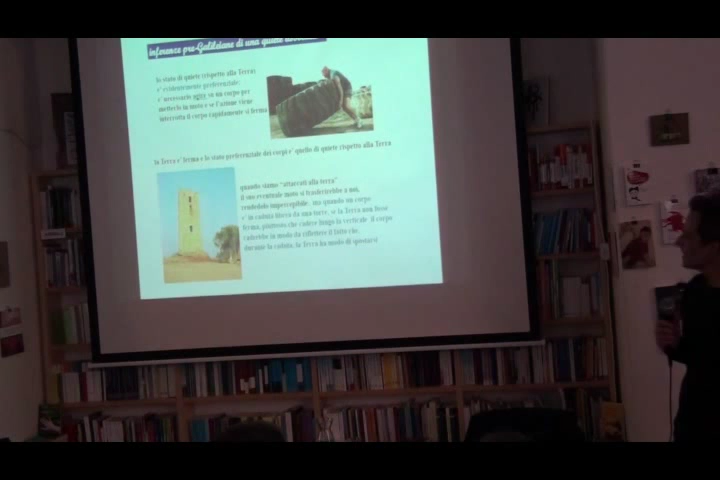 inferenze pre-Galileiane di una quiete
lo stato di quiete (rispetto alla Terra)
e' evidentemente preferenziale:
e' necessario agire su un corpo per
metterlo in moto e se l'azione viene
interrotta il corpo rapidamente si ferma
la Terra e' ferma e lo stato preferenziale dei corpi e' quello di quiete rispetto alla Terra
quando siamo "attaccati alla terra"
il suo eventuale moto si trasferirebbe a noi,
rendendolo impercepibile, ma quando un corpo
e' in caduta libera da una torre, se la Terra non fosse
ferma, piuttosto che cadere lungo la verticale il corpo
cadrebbe in modo da riflettere il fatto che,
durante la caduta, la Terra ha modo di spostarsi